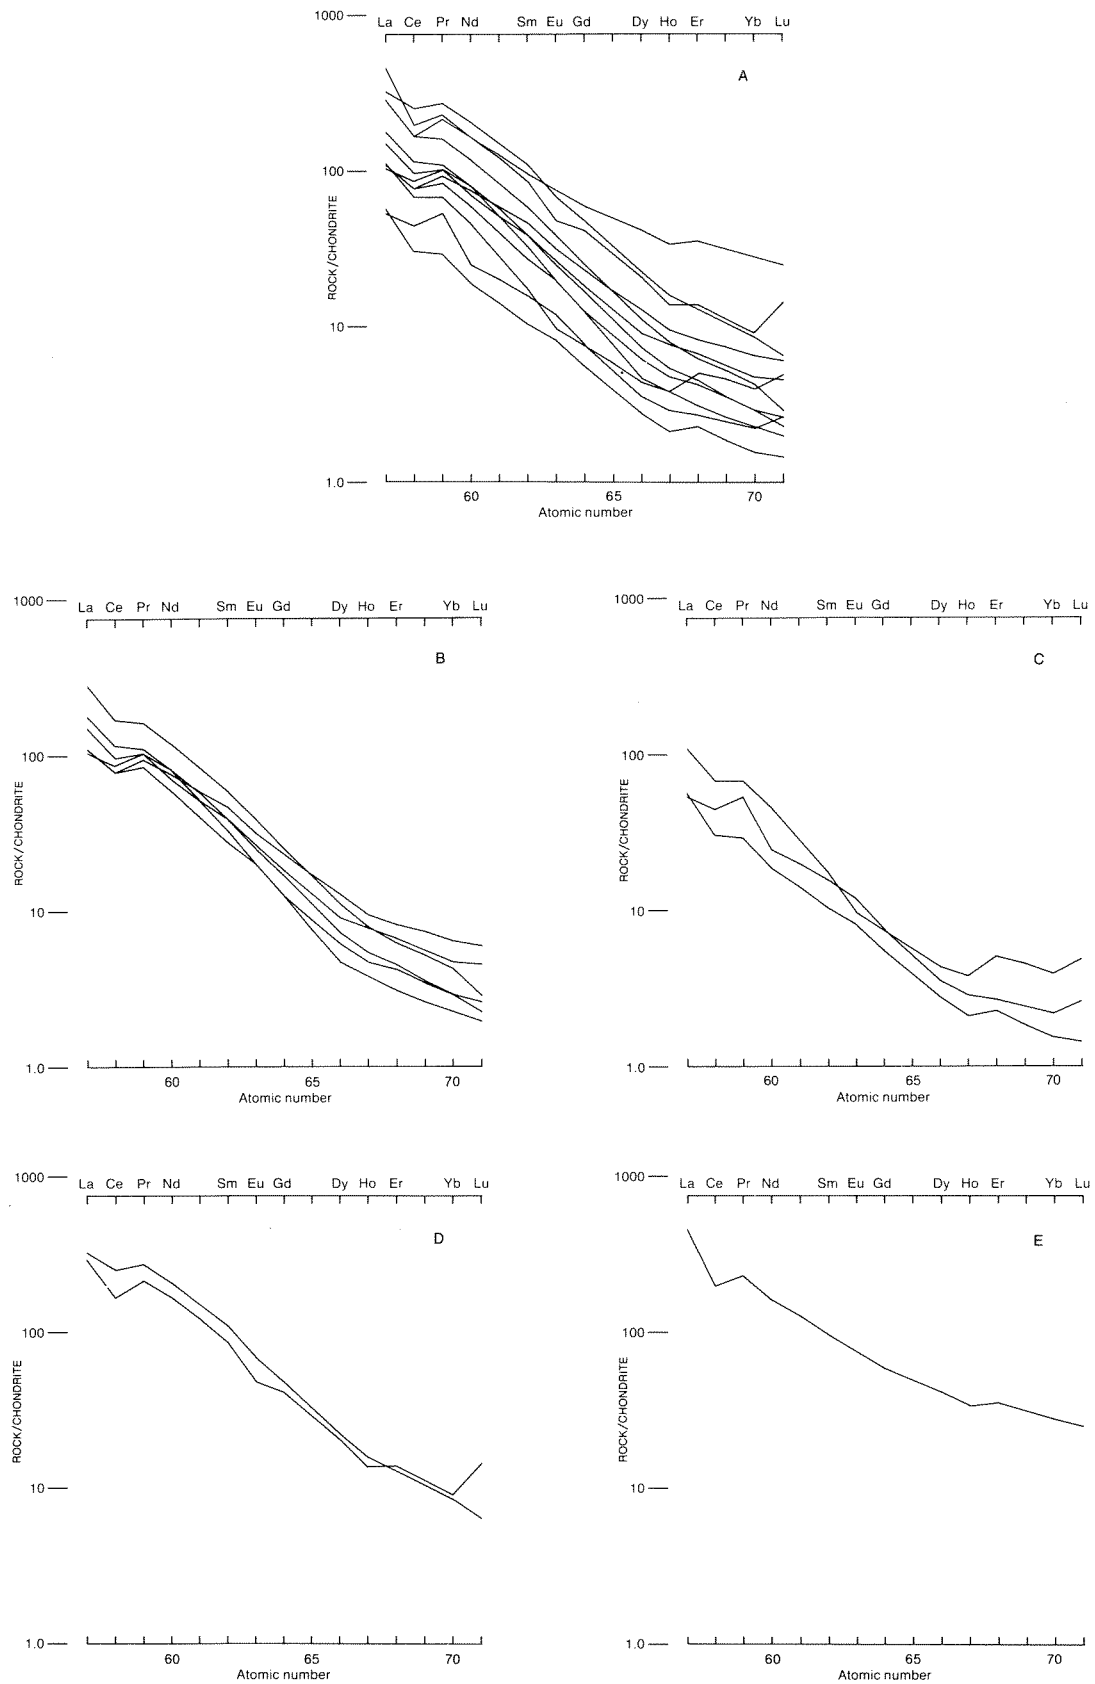 1000
La Ce Pr Nd Sm Eu Gd Dy Ho Er Yb Lu
A
100
ROCK/CHONDRITE
10
1.0
60 65 70
Atomic number
1000
La Ce Pr Nd Sm Eu Gd Dy Ho Er Yb Lu
B
100
ROCK/CHONDRITE
10
1.0
60 65 70
Atomic number
1000
La Ce Pr Nd Sm Eu Gd Dy Ho Er Yb Lu
C
100
ROCK/CHONDRITE
10
1.0
60 65 70
Atomic number
1000
La Ce Pr Nd Sm Eu Gd Dy Ho Er Yb Lu
D
100
ROCK/CHONDRITE
10
1.0
60 65 70
Atomic number
1000
La Ce Pr Nd Sm Eu Gd Dy Ho Er Yb Lu
E
100
ROCK/CHONDRITE
10
1.0
60 65 70
Atomic number